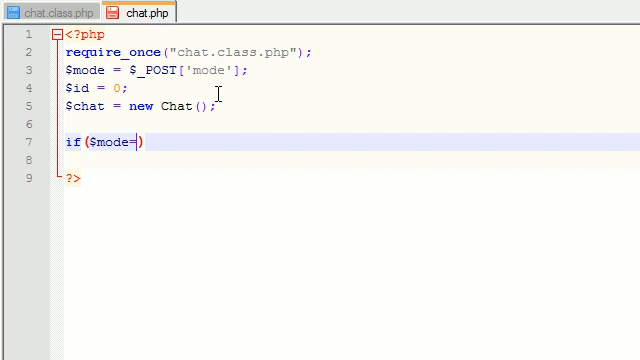 chat.class.php chat.php
1 <?php
2 require_once("chat.class.php");
3 $mode = $_POST['mode'];
4 $id = 0;
5 $chat = new Chat();
6
7 if($mode=)
8
9 ?>